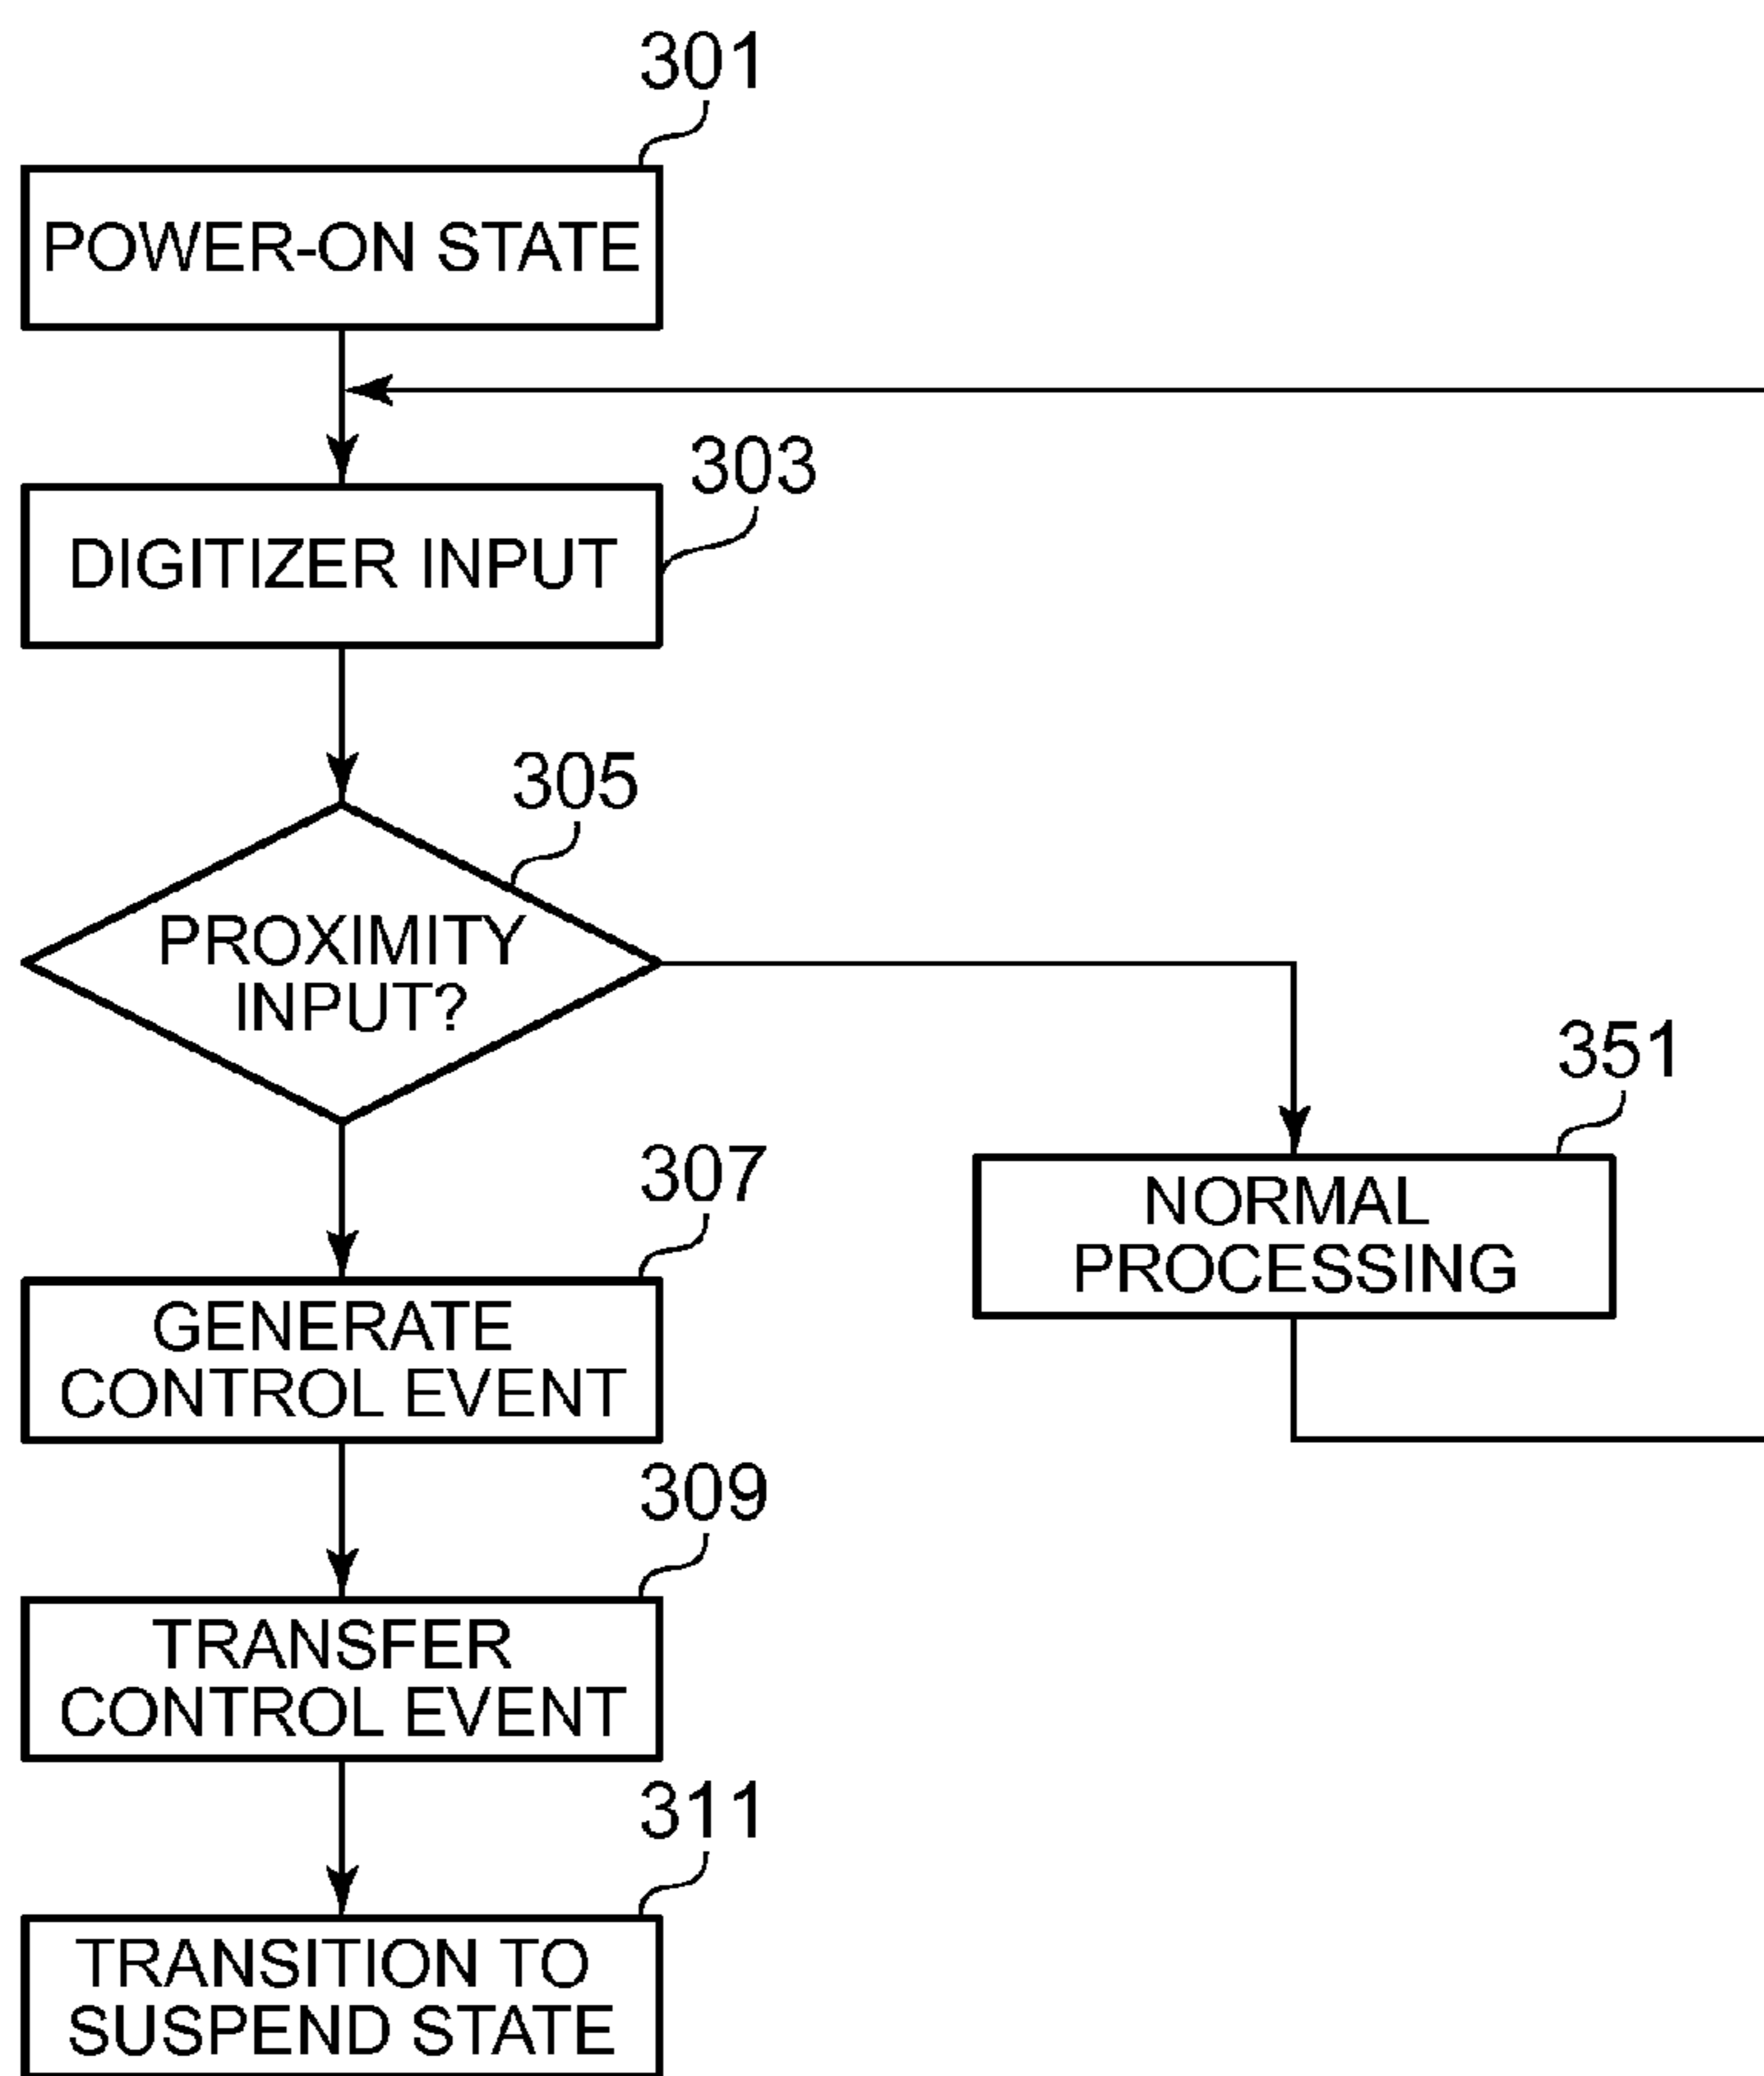 301
POWER-ON STATE
303
DIGITIZER INPUT
305
PROXIMITY
INPUT?
351
NORMAL
PROCESSING
307
GENERATE
CONTROL EVENT
309
TRANSFER
CONTROL EVENT
311
TRANSITION TO
SUSPEND STATE